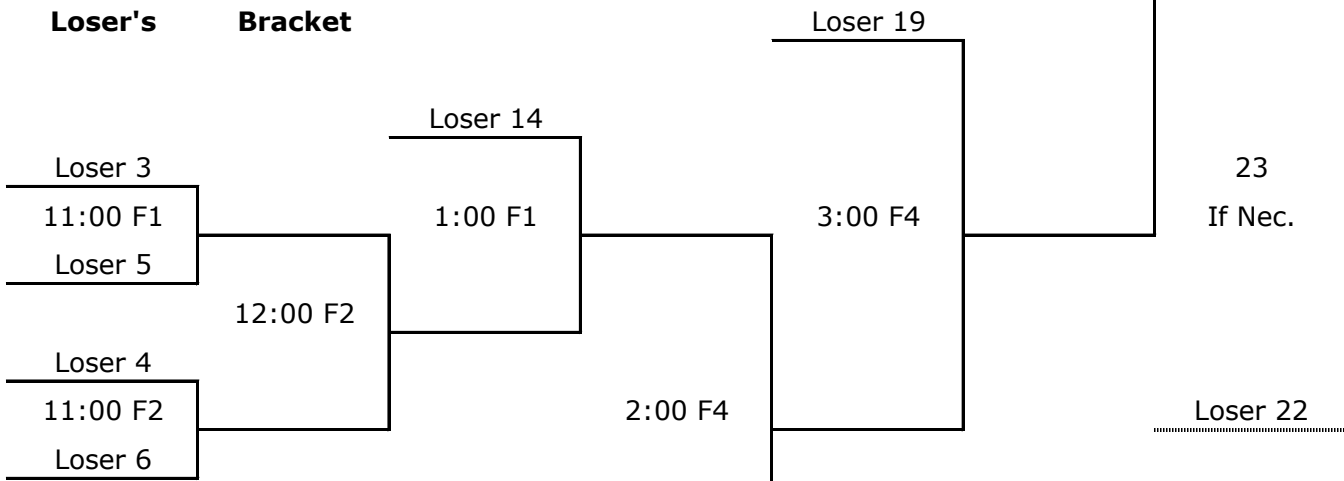 Loser's Bracket
Loser 19
Loser 14
Loser 3
23
11:00 F1
1:00 F1
3:00 F4
If Nec.
Loser 5
12:00 F2
Loser 4
11:00 F2
2:00 F4
Loser 22
Loser 6